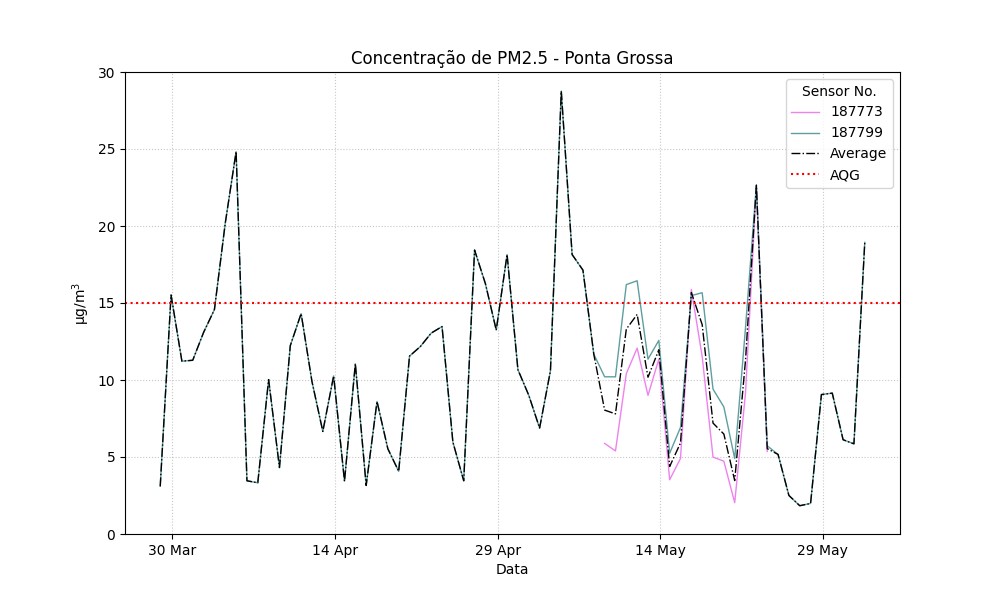 Concentração de PM2.5 - Ponta Grossa
30
25
20
15
10
5
0
µg/m³
30 Mar
14 Apr
29 Apr
14 May
29 May
Data
Sensor No.
187773
187799
Average
AQG